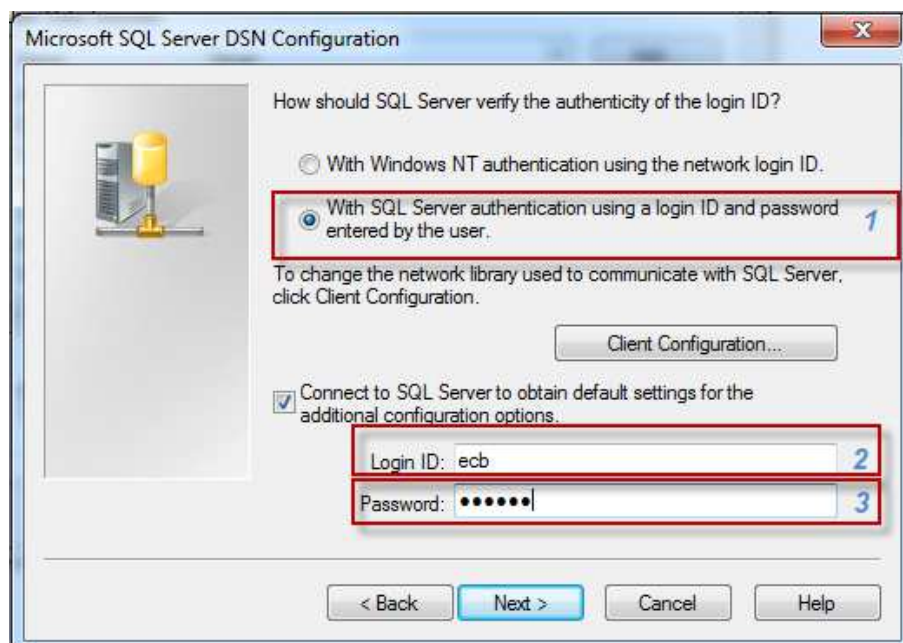 Microsoft SQL Server DSN Configuration
How should SQL Server verify the authenticity of the login ID?
With Windows NT authentication using the network login ID.
With SQL Server authentication using a login ID and password
entered by the user.
1
To change the network library used to communicate with SQL Server,
click Client Configuration.
Client Configuration...
Connect to SQL Server to obtain default settings for the
additional configuration options.
Login ID: ecb 2
Password: ●●●●●● 3
< Back Next > Cancel Help